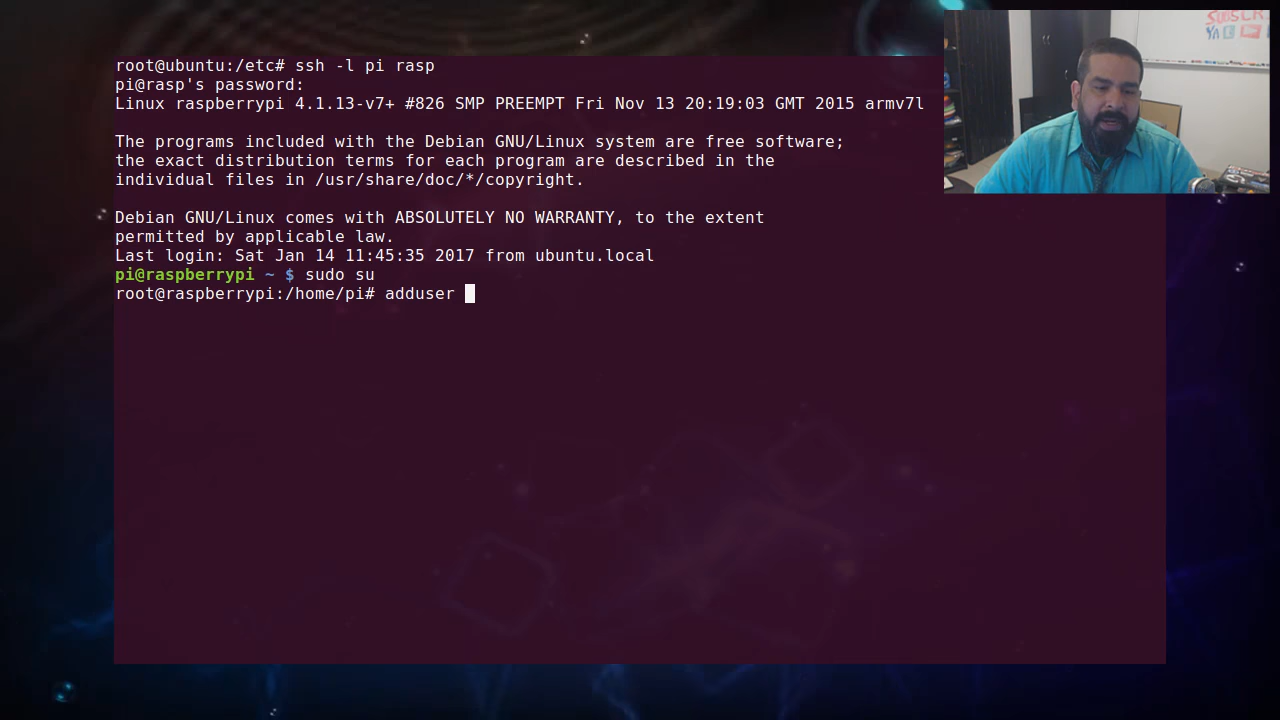 root@ubuntu:/etc# ssh -l pi rasp
pi@rasp's password:
Linux raspberrypi 4.1.13-v7+ #826 SMP PREEMPT Fri Nov 13 20:19:03 GMT 2015 armv7l
The programs included with the Debian GNU/Linux system are free software;
the exact distribution terms for each program are described in the
individual files in /usr/share/doc/*/copyright.
Debian GNU/Linux comes with ABSOLUTELY NO WARRANTY, to the extent
permitted by applicable law.
Last login: Sat Jan 14 11:45:35 2017 from ubuntu.local
pi@raspberrypi ~ $ sudo su
root@raspberrypi:/home/pi# adduser